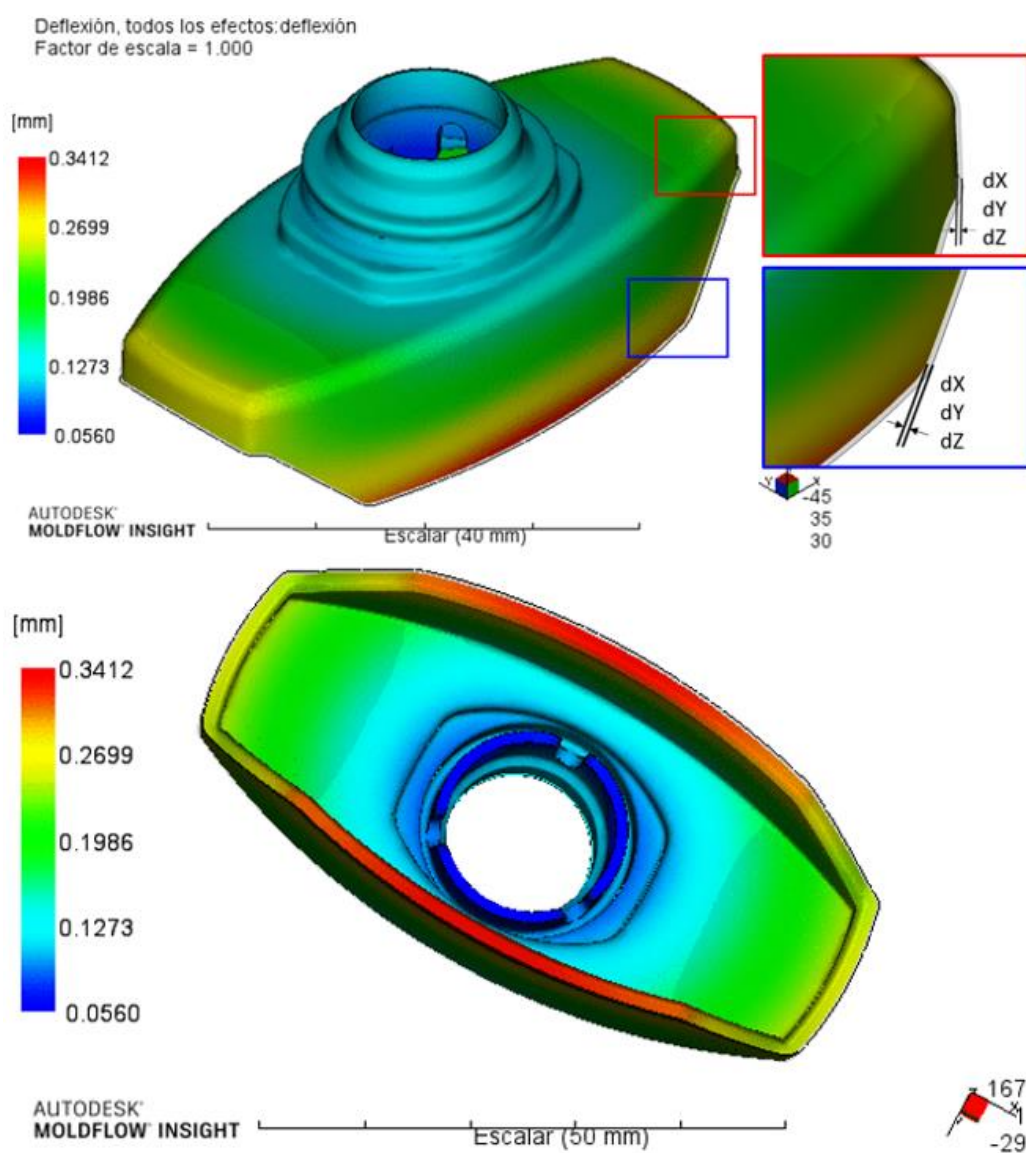 Deflexión, todos los efectos:deflexión
Factor de escala = 1.000
[mm]
0.3412
0.2699
0.1986
0.1273
0.0560
dX
dY
dZ
dX
dY
dZ
Y X
-45
35
30
AUTODESK®
MOLDFLOW® INSIGHT
Escalar (40 mm)
[mm]
0.3412
0.2699
0.1986
0.1273
0.0560
AUTODESK®
MOLDFLOW® INSIGHT
Escalar (50 mm)
167
X
-29